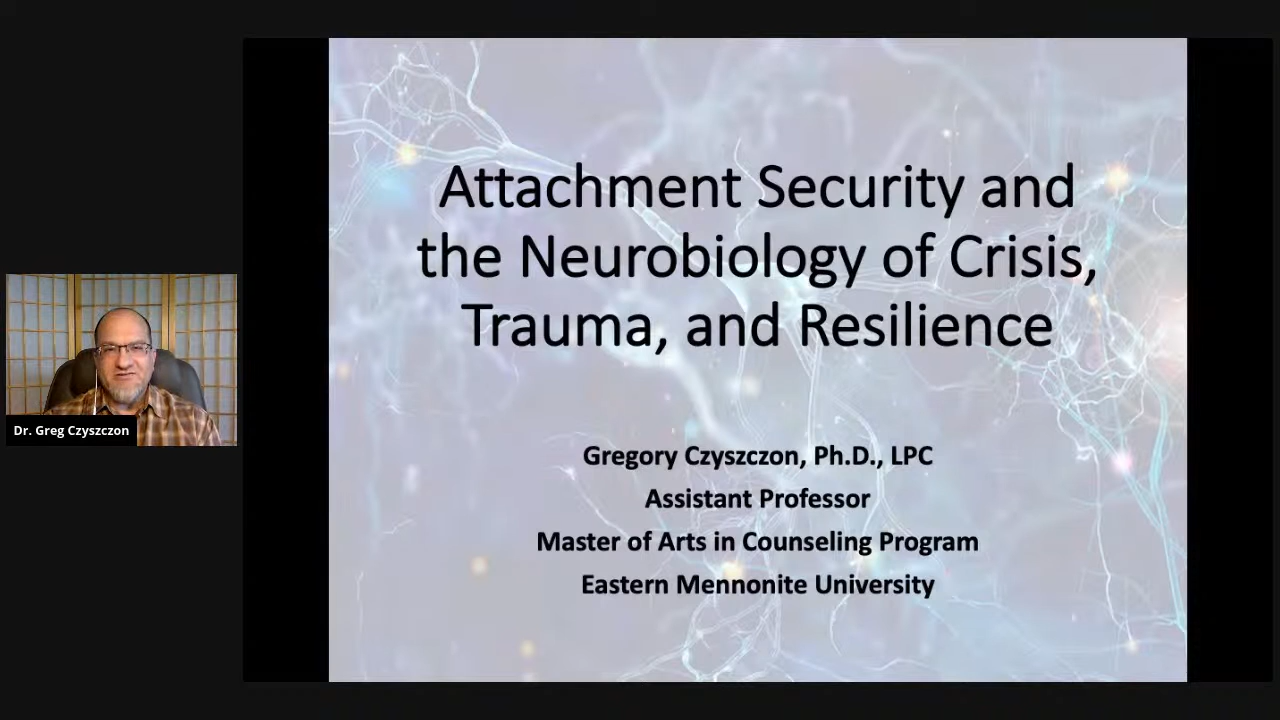 Attachment Security and
the Neurobiology of Crisis,
Trauma, and Resilience
Gregory Czyszczon, Ph.D., LPC
Assistant Professor
Master of Arts in Counseling Program
Eastern Mennonite University
Dr. Greg Czyszczon